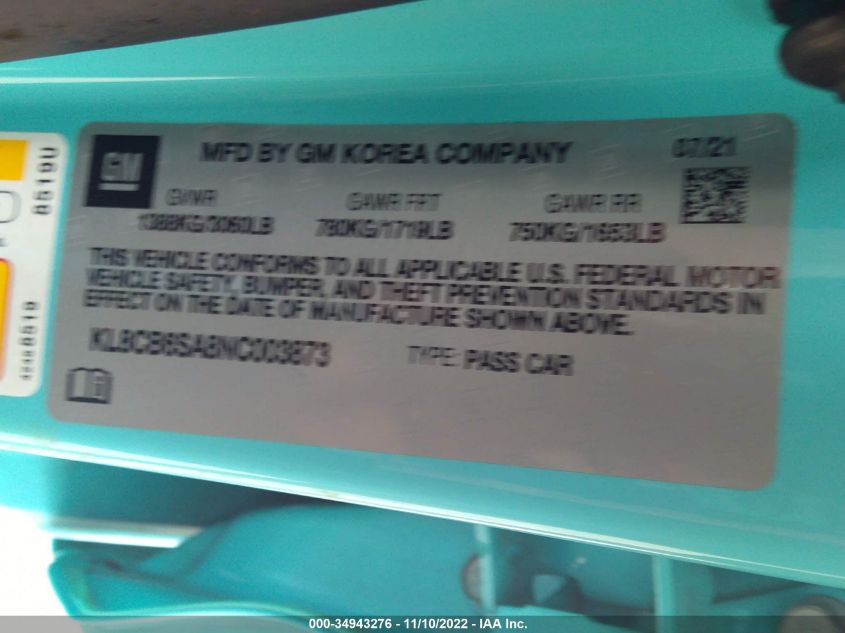 GM
MFD BY GM KOREA COMPANY
07/21
GVWR
GAWR FRT
GAWR RR
1388KG/3060LB
780KG/1719LB
750KG/1653LB
THIS VEHICLE CONFORMS TO ALL APPLICABLE U.S. FEDERAL MOTOR
VEHICLE SAFETY, BUMPER, AND THEFT PREVENTION STANDARDS IN
EFFECT ON THE DATE OF MANUFACTURE SHOWN ABOVE.
KL8CB6SA8NC003873
TYPE: PASS CAR
8519U
000-34943276 - 11/10/2022 - IAA Inc.